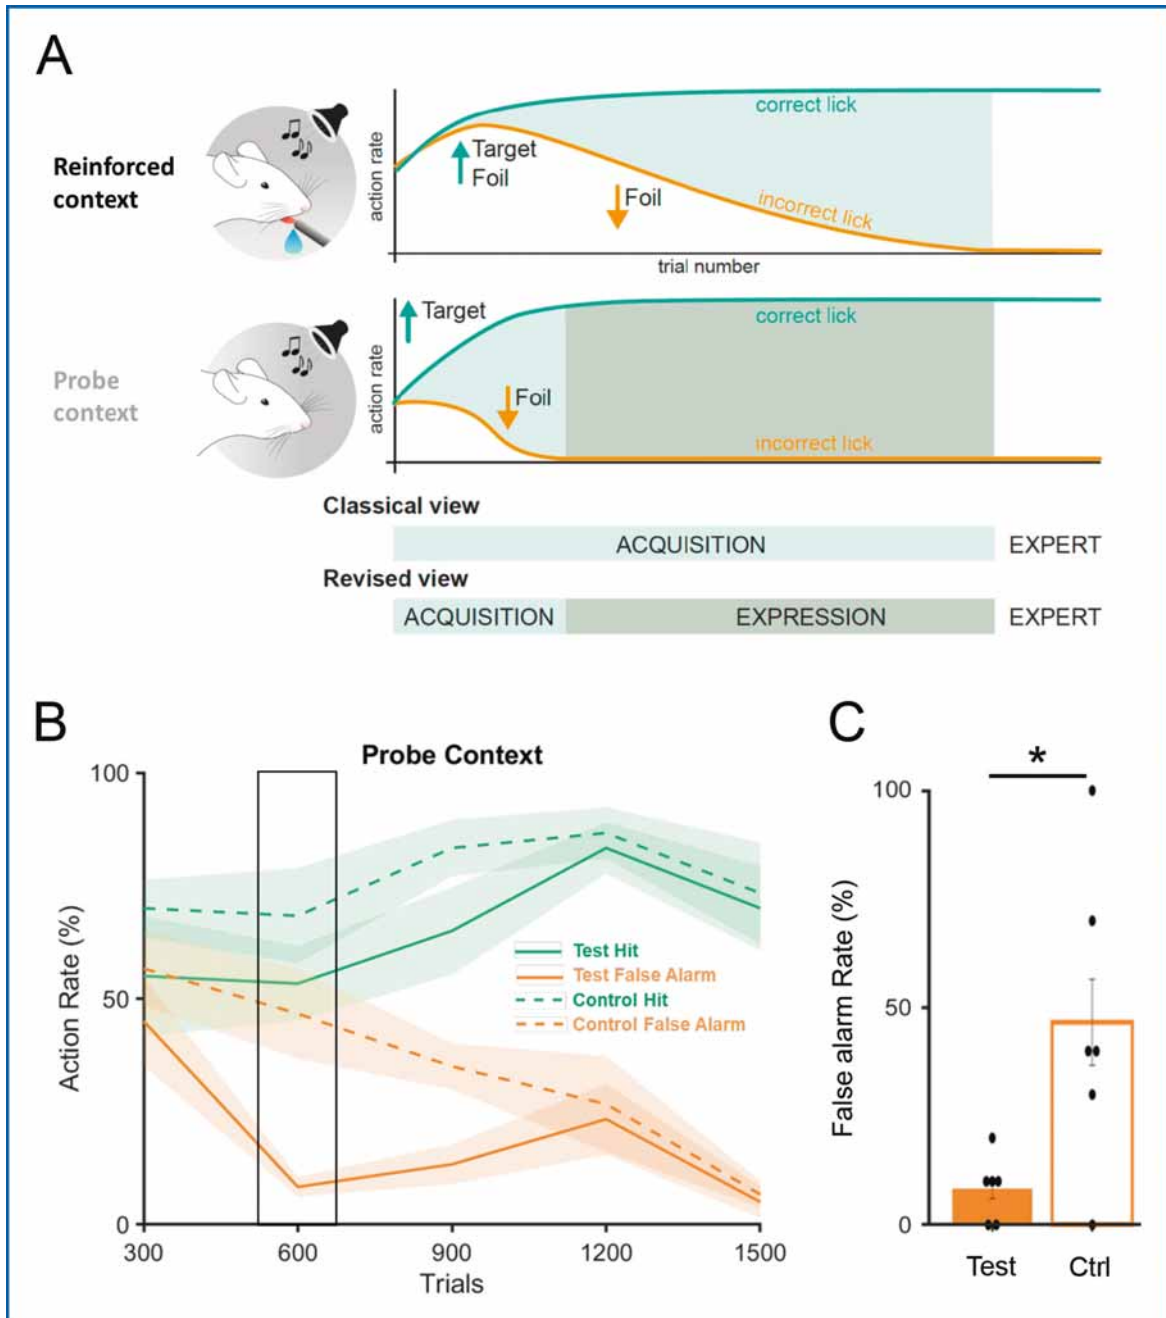 A
Reinforced
context
action rate
correct lick
Target
Foil
Foil
incorrect lick
trial number
Probe
context
action rate
Target
correct lick
Foil
incorrect lick
Classical view
ACQUISITION EXPERT
Revised view
ACQUISITION EXPRESSION EXPERT
B
Probe Context
Action Rate (%)
100
50
0
300 600 900 1200 1500
Trials
Test Hit
Test False Alarm
Control Hit
Control False Alarm
C
*
False alarm Rate (%)
100
50
0
Test Ctrl